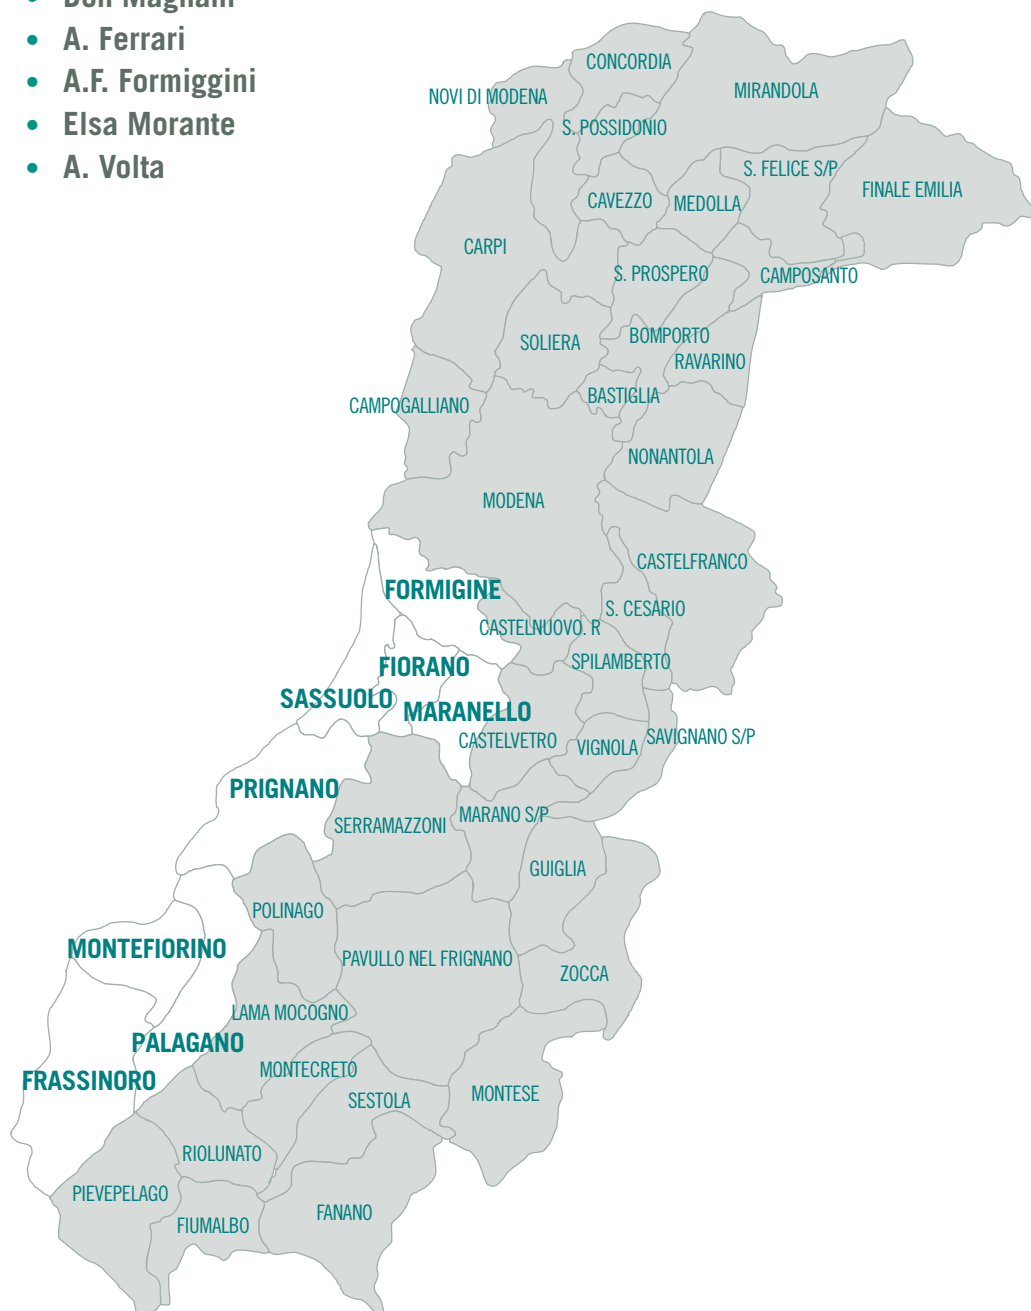 Don Magnani
• A. Ferrari
• A.F. Formiggini
• Elsa Morante
• A. Volta
CONCORDIA
MIRANDOLA
NOVI DI MODENA
S. POSSIDONIO
S. FELICE S/P
FINALE EMILIA
CAVEZZO
MEDOLLA
CARPI
S. PROSPERO
CAMPOSANTO
SOLIERA
BOMPORTO
RAVARINO
BASTIGLIA
CAMPOGALLIANO
NONANTOLA
MODENA
CASTELFRANCO
FORMIGINE
S. CESARIO
CASTELNUOVO. R
SPILAMBERTO
FIORANO
SASSUOLO
MARANELLO
CASTELVETRO
VIGNOLA
SAVIGNANO S/P
PRIGNANO
SERRAMAZZONI
MARANO S/P
GUIGLIA
POLINAGO
MONTEFIORINO
PAVULLO NEL FRIGNANO
ZOCCA
LAMA MOCOGNO
PALAGANO
MONTECRETO
FRASSINORO
SESTOLA
MONTESE
RIOLUNATO
PIEVEPELAGO
FIUMALBO
FANANO